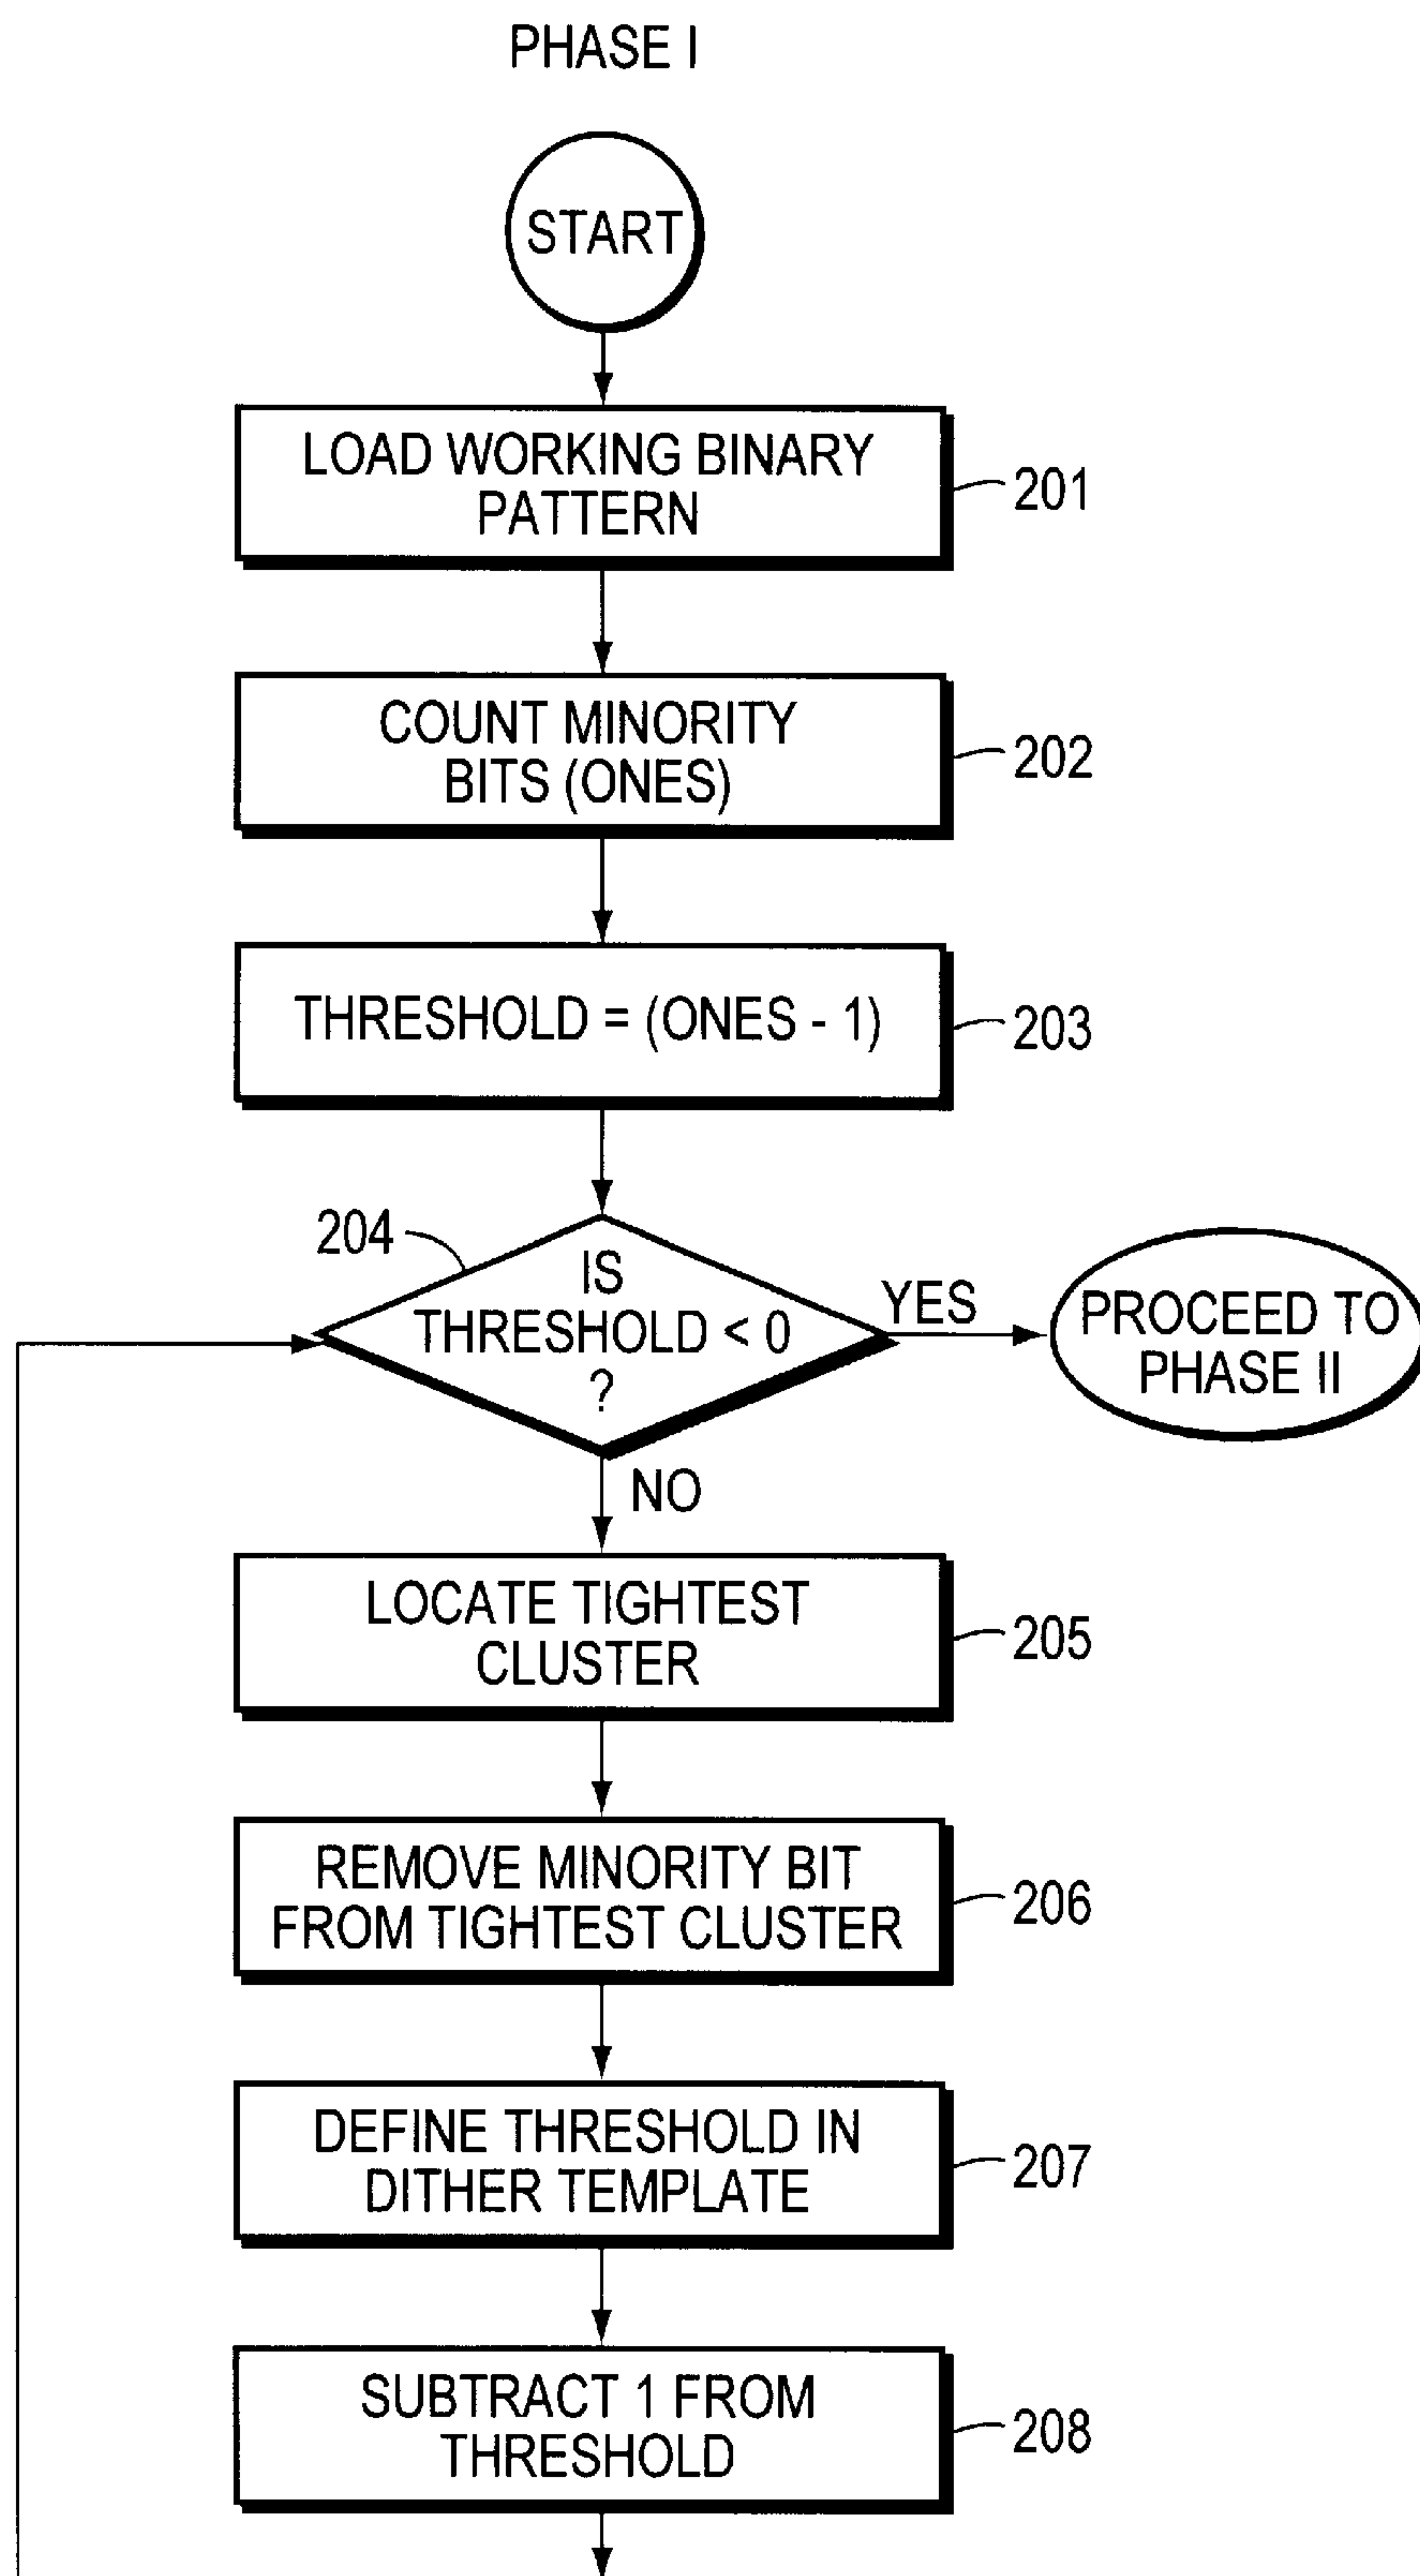 PHASE I
START
LOAD WORKING BINARY
PATTERN
201
COUNT MINORITY
BITS (ONES)
202
THRESHOLD = (ONES - 1)
203
204
IS
THRESHOLD < 0
?
YES
PROCEED TO
PHASE II
NO
LOCATE TIGHTEST
CLUSTER
205
REMOVE MINORITY BIT
FROM TIGHTEST CLUSTER
206
DEFINE THRESHOLD IN
DITHER TEMPLATE
207
SUBTRACT 1 FROM
THRESHOLD
208